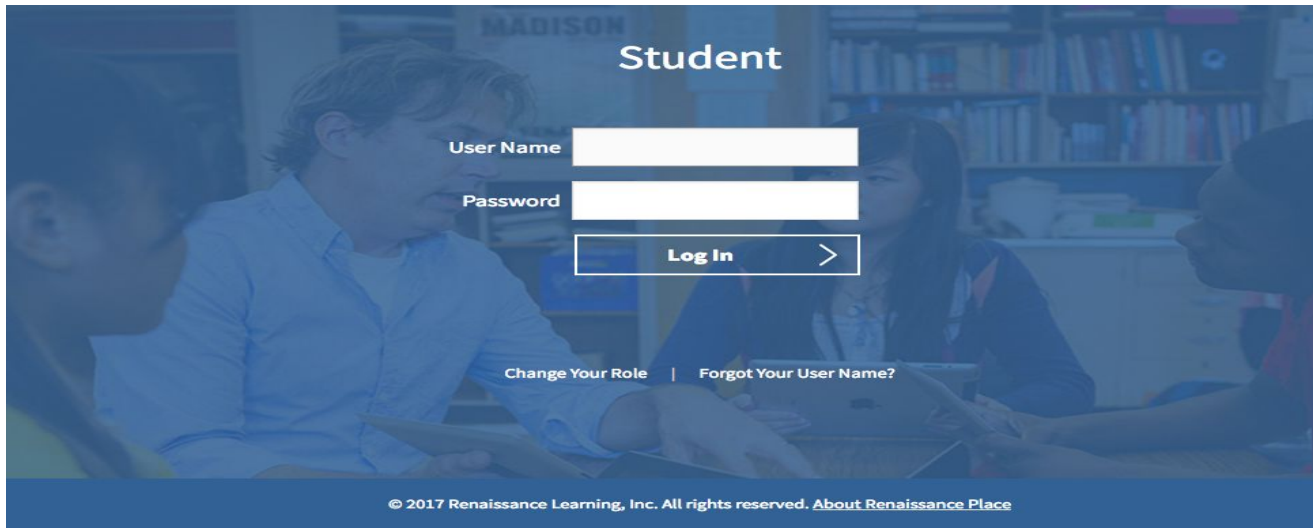 MADISON
Student
User Name
Password
Log In
Change Your Role | Forgot Your User Name?
© 2017 Renaissance Learning, Inc. All rights reserved. About Renaissance Place